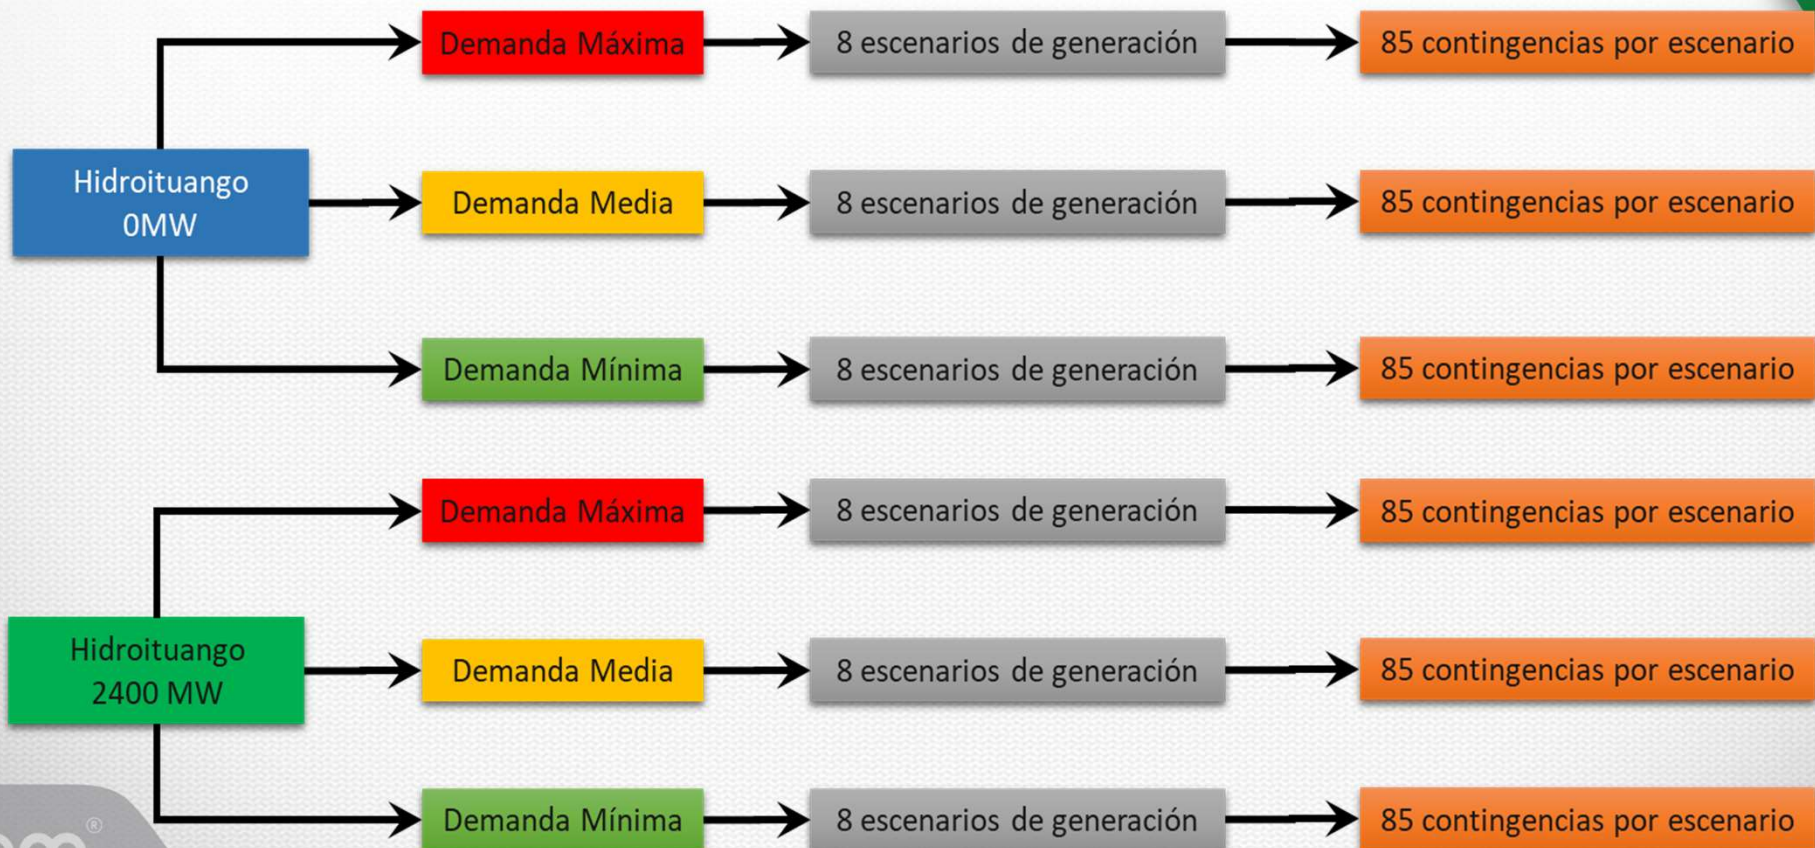 Demanda Máxima
8 escenarios de generación
85 contingencias por escenario
Hidroituango
0MW
Demanda Media
8 escenarios de generación
85 contingencias por escenario
Demanda Mínima
8 escenarios de generación
85 contingencias por escenario
Demanda Máxima
8 escenarios de generación
85 contingencias por escenario
Hidroituango
2400 MW
Demanda Media
8 escenarios de generación
85 contingencias por escenario
Demanda Mínima
8 escenarios de generación
85 contingencias por escenario